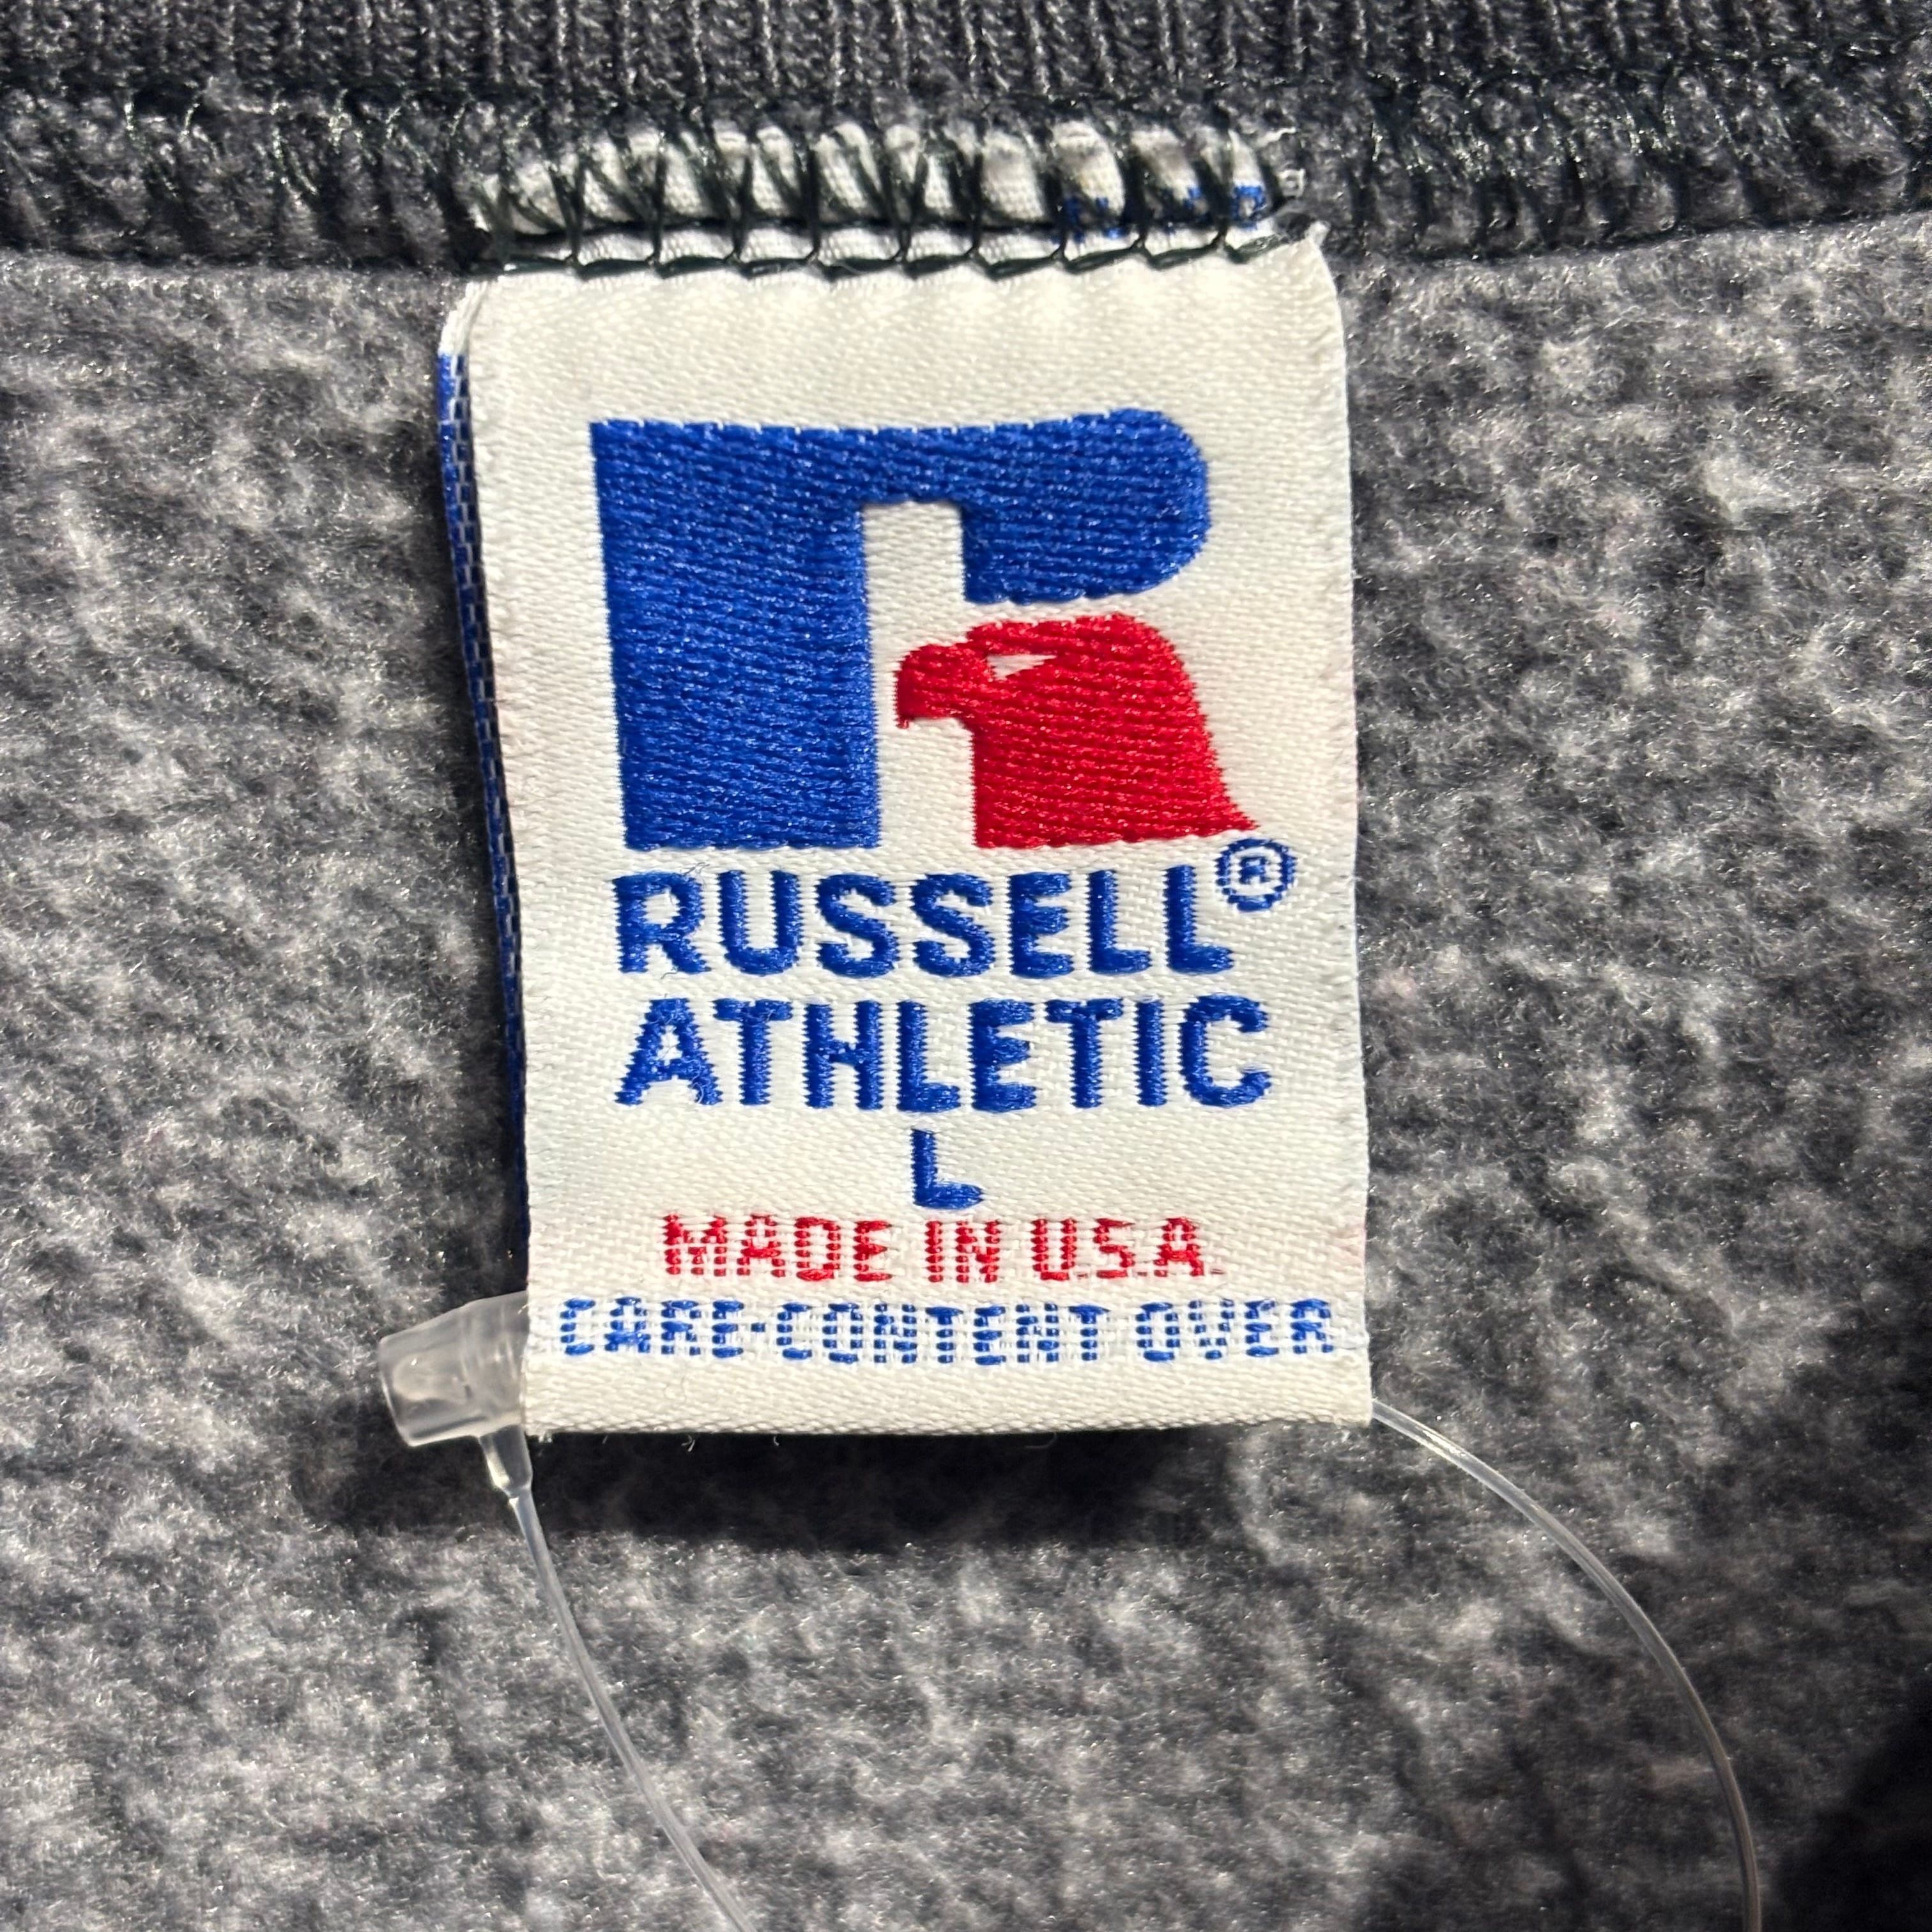 RUSSELL®
ATHLETIC
L
MADE IN U.S.A.
CARE-CONTENT OVER